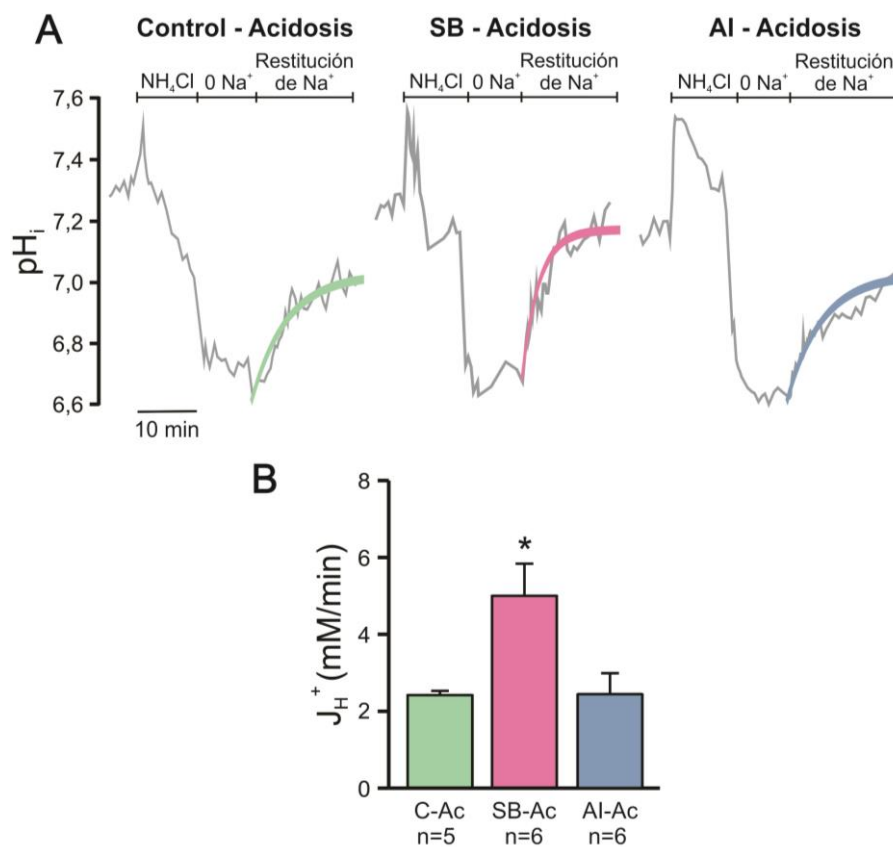 A
Control - Acidosis
SB - Acidosis
AI - Acidosis
NH₄Cl
0 Na⁺
Restitución
de Na⁺
NH₄Cl
0 Na⁺
Restitución
de Na⁺
NH₄Cl
0 Na⁺
Restitución
de Na⁺
pHᵢ
7,6
7,4
7,2
7,0
6,8
6,6
10 min
B
J_H⁺ (mM/min)
8
6
4
2
0
*
C-Ac
n=5
SB-Ac
n=6
AI-Ac
n=6